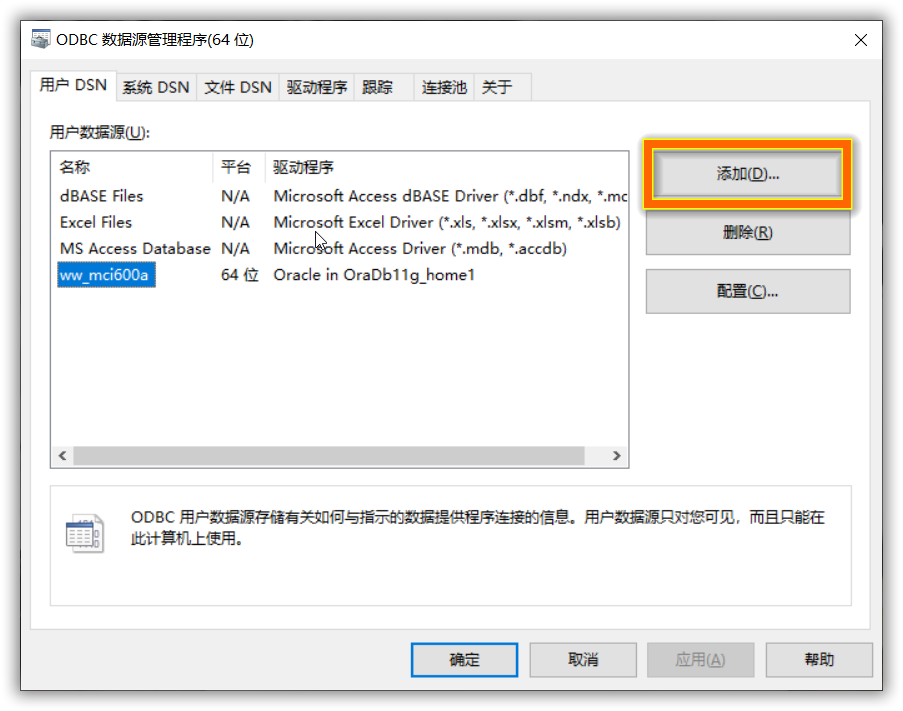 ODBC 数据源管理程序(64 位)
用户 DSN 系统 DSN 文件 DSN 驱动程序 跟踪 连接池 关于
用户数据源(U):
名称 平台 驱动程序
dBASE Files N/A Microsoft Access dBASE Driver (*.dbf, *.ndx, *.mc
Excel Files N/A Microsoft Excel Driver (*.xls, *.xlsx, *.xlsm, *.xlsb)
MS Access Database N/A Microsoft Access Driver (*.mdb, *.accdb)
ww_mci600a 64 位 Oracle in OraDb11g_home1
添加(D)...
删除(R)
配置(C)...
ODBC 用户数据源存储有关如何与指示的数据提供程序连接的信息。用户数据源只对您可见，而且只能在
此计算机上使用。
确定 取消 应用(A) 帮助